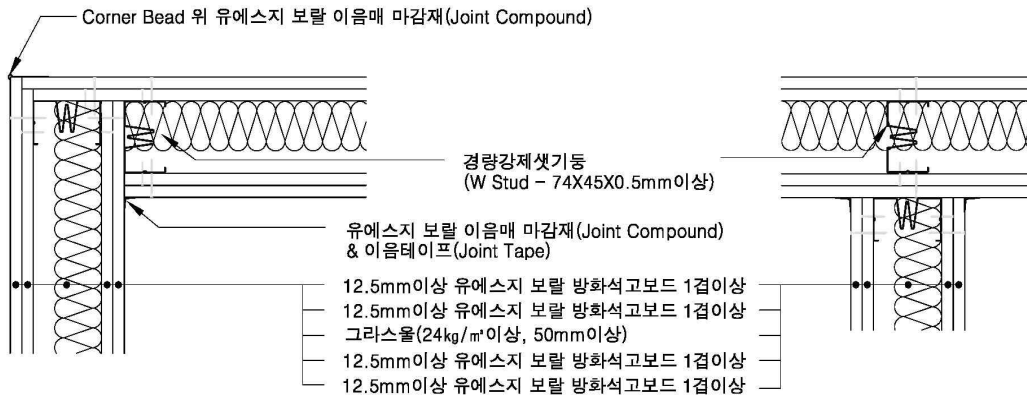 Corner Bead 위 유에스지 보랄 이음매 마감재(Joint Compound)
경량강제샛기둥
(W Stud - 74X45X0.5mm이상)
유에스지 보랄 이음매 마감재(Joint Compound)
& 이음테이프(Joint Tape)
12.5mm이상 유에스지 보랄 방화석고보드 1겹이상
12.5mm이상 유에스지 보랄 방화석고보드 1겹이상
그라스울(24kg/㎥이상, 50mm이상)
12.5mm이상 유에스지 보랄 방화석고보드 1겹이상
12.5mm이상 유에스지 보랄 방화석고보드 1겹이상